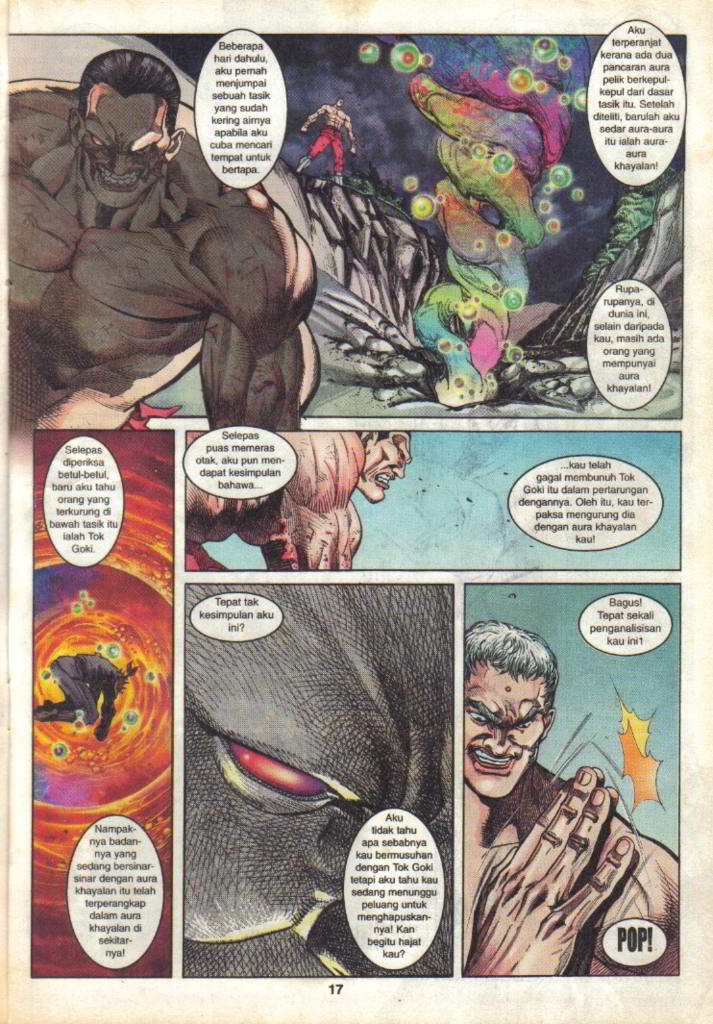 Beberapa
hari dahulu,
aku pernah
menjumpai
sebuah tasik
yang sudah
kering airnya
apabila aku
cuba mencari
tempat untuk
bertapa.
Aku
terperanjat
kerana ada dua
pancaran aura
pelik berkepul-
kepul dari dasar
tasik itu. Setelah
diteliti, barulah aku
sedar aura-aura
itu ialah aura-
aura
khayalan!
Rupa-
rupanya, di
dunia ini,
selain daripada
kau, masih ada
orang yang
mempunyai
aura
khayalan!
Selepas
diperiksa
betul-betul,
baru aku tahu
orang yang
terkurung di
bawah tasik itu
ialah Tok
Goki.
Nampak-
nya badan-
nya yang
sedang bersinar-
sinar dengan aura
khayalan itu telah
terperangkap
dalam aura
khayalan di
sekitar-
nya!
Selepas
puas memeras
otak, aku pun men-
dapat kesimpulan
bahawa...
...kau telah
gagal membunuh Tok
Goki itu dalam pertarungan
dengannya. Oleh itu, kau ter-
paksa mengurung dia
dengan aura khayalan
kau!
Tepat tak
kesimpulan aku
ini?
Aku
tidak tahu
apa sebabnya
kau bermusuhan
dengan Tok Goki
tetapi aku tahu kau
sedang menunggu
peluang untuk
menghapuskan-
nya! Kan
begitu hajat
kau?
Bagus!
Tepat sekali
penganalisisan
kau ini1
POP!
17